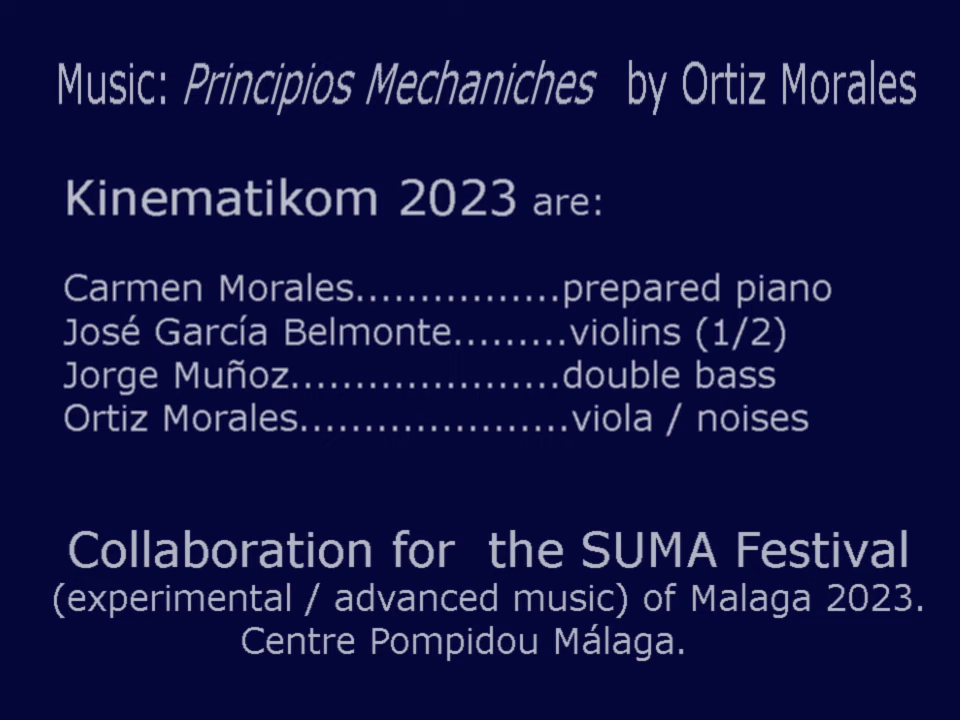 Music: Principios Mechaniches by Ortiz Morales
Kinematikom 2023 are:
Carmen Morales................prepared piano
José García Belmonte.........violins (1/2)
Jorge Muñoz.....................double bass
Ortiz Morales.....................viola / noises
Collaboration for the SUMA Festival
(experimental / advanced music) of Malaga 2023.
Centre Pompidou Málaga.